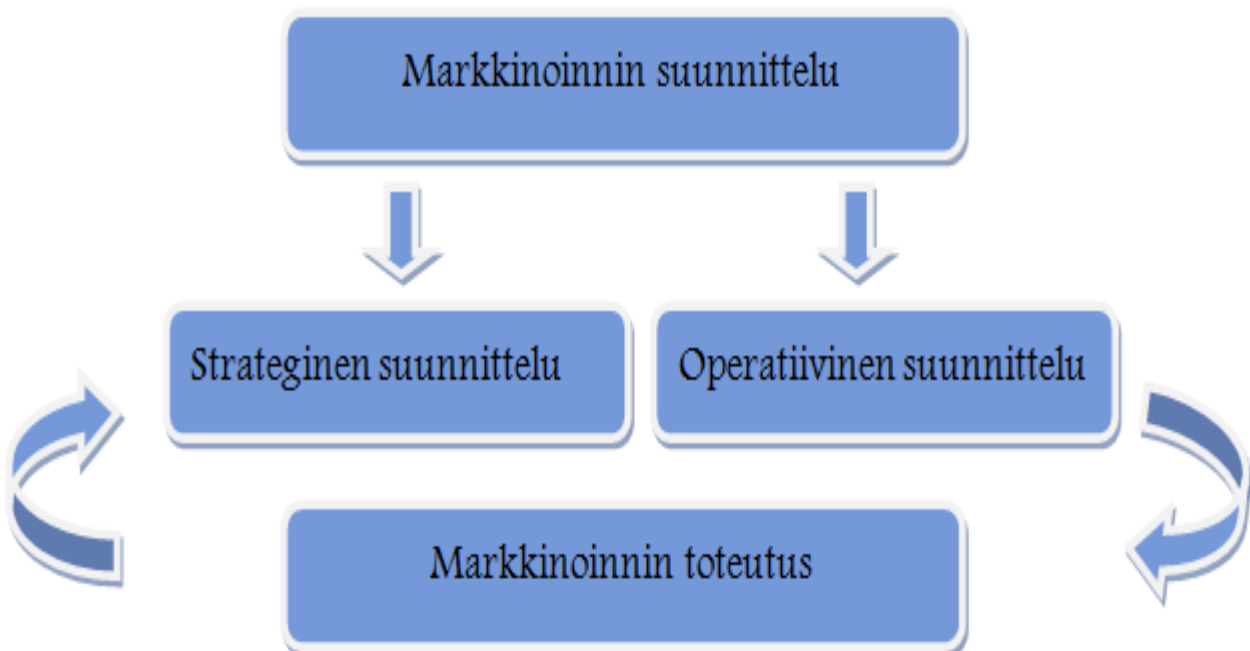 Markkinoinnin suunnittelu
Strateginen suunnittelu
Operatiivinen suunnittelu
Markkinoinnin toteutus